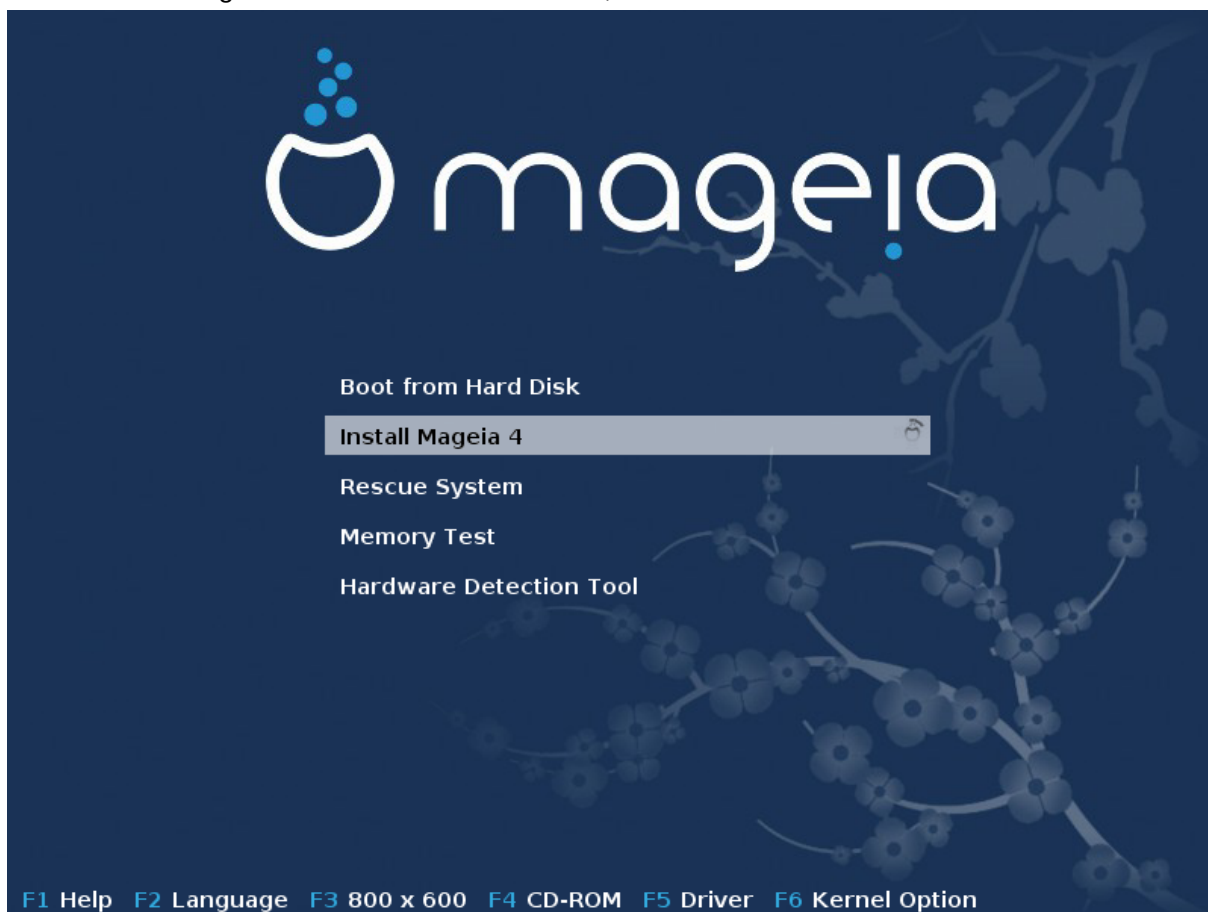 mageia
Boot from Hard Disk
Install Mageia 4
Rescue System
Memory Test
Hardware Detection Tool
F1 Help F2 Language F3 800 x 600 F4 CD-ROM F5 Driver F6 Kernel Option